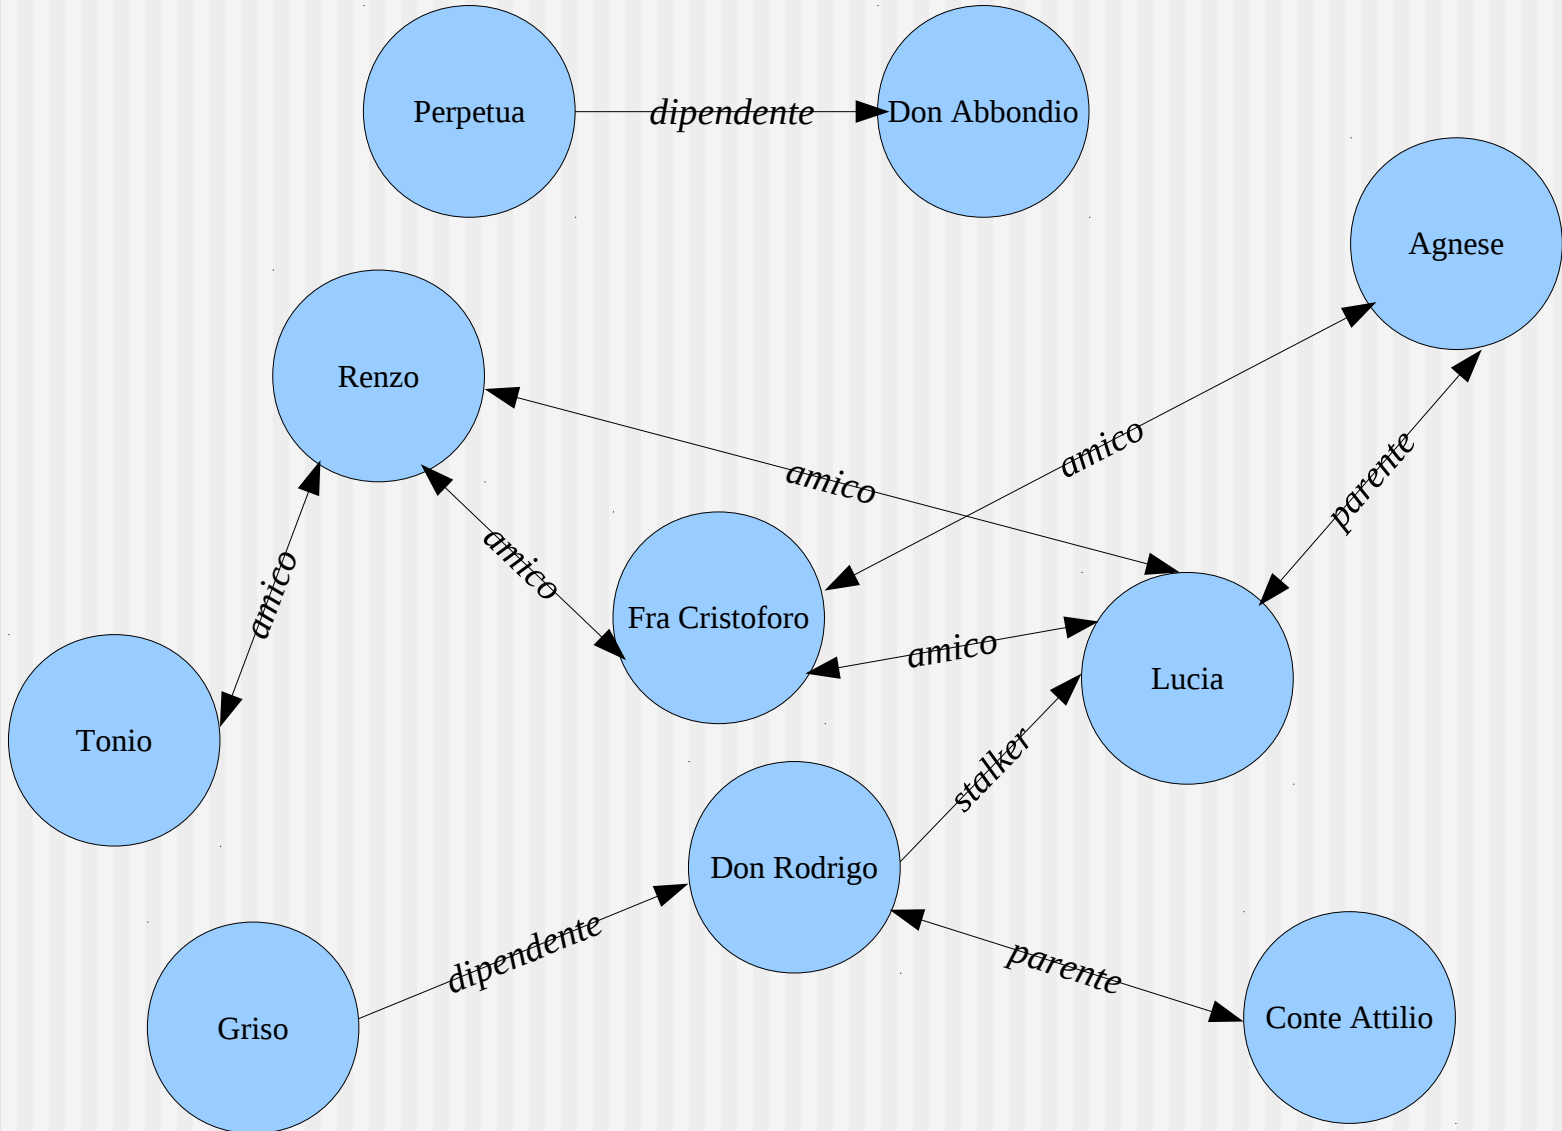 Perpetua
dipendente
Don Abbondio
Agnese
Renzo
amico
amico
parente
amico
amico
Fra Cristoforo
amico
Lucia
Tonio
stalker
Don Rodrigo
dipendente
parente
Griso
Conte Attilio